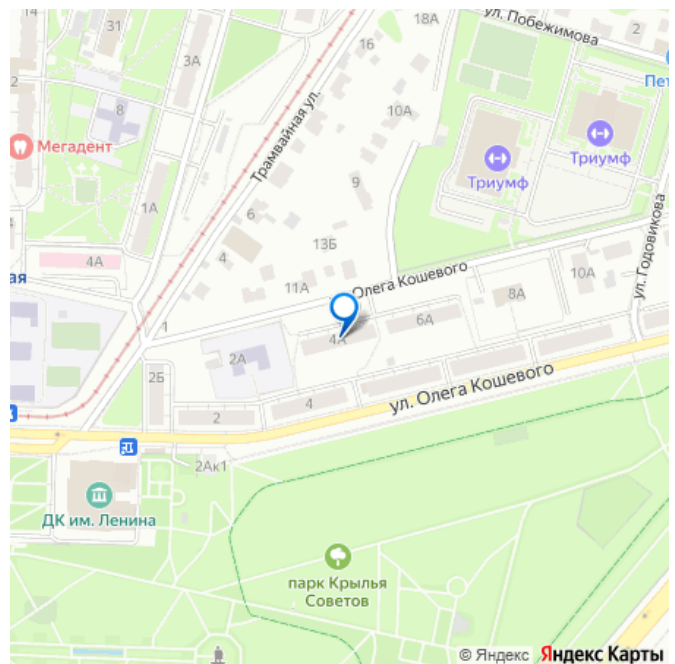 14
18А
ул. Побежимова
2
31
16
3А
2
8
10А
Пет
Мегадент
Трамвайная ул.
Триумф
Триумф
9
1А
6
13Б
ул. Годовикова
4А
4
ая
11А
Олега Кошевого
10А
8А
1
6А
4А
2А
2Б
4
ул. Олега Кошевого
2
2Ак1
ДК им. Ленина
парк Крылья
Советов
© Яндекс Яндекс Карты